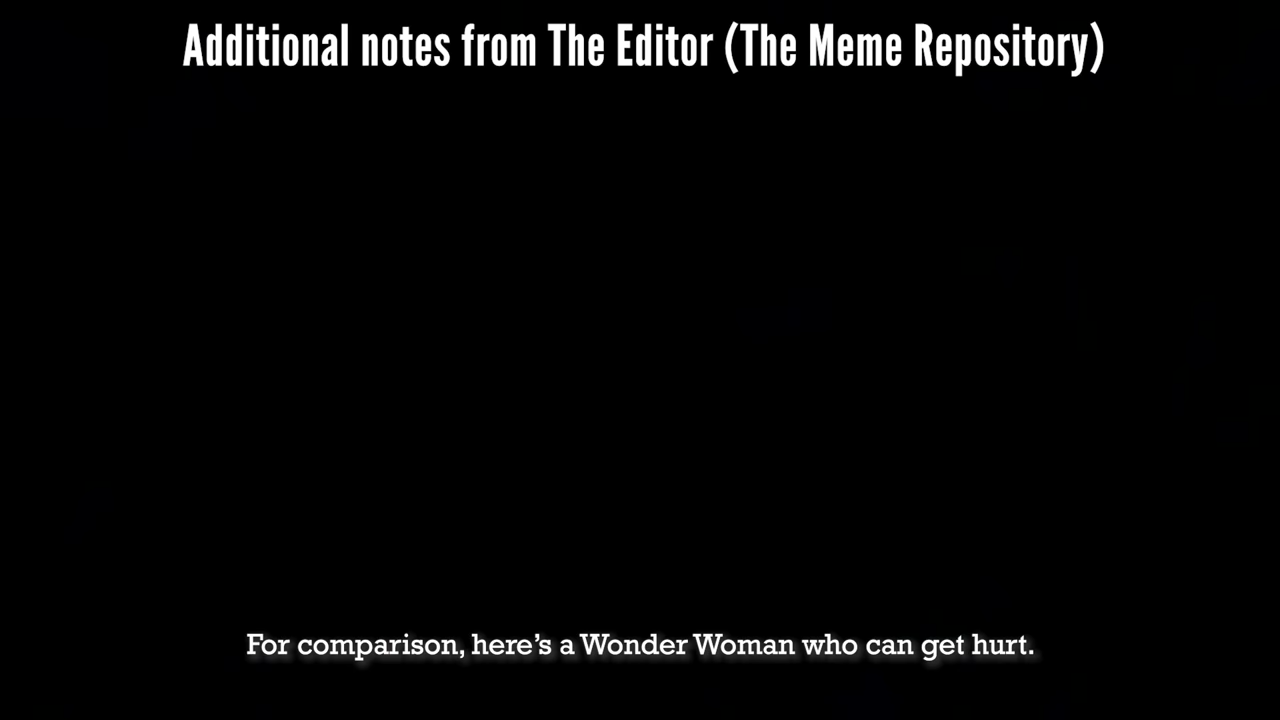 Additional notes from The Editor (The Meme Repository)
For comparison, here’s a Wonder Woman who can get hurt.